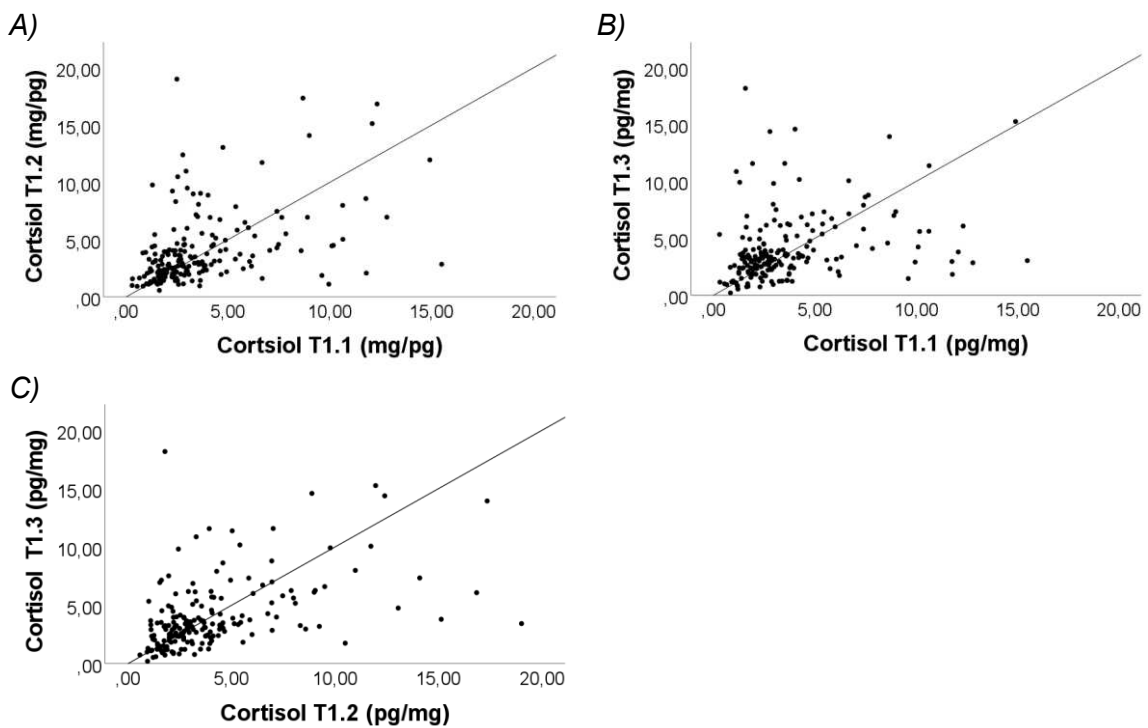 A)
20,00
15,00
10,00
5,00
,00
Cortsiol T1.2 (mg/pg)
,00 5,00 10,00 15,00 20,00
Cortsiol T1.1 (mg/pg)
B)
20,00
15,00
10,00
5,00
,00
Cortisol T1.3 (pg/mg)
,00 5,00 10,00 15,00 20,00
Cortisol T1.1 (pg/mg)
C)
20,00
15,00
10,00
5,00
,00
Cortisol T1.3 (pg/mg)
,00 5,00 10,00 15,00 20,00
Cortisol T1.2 (pg/mg)